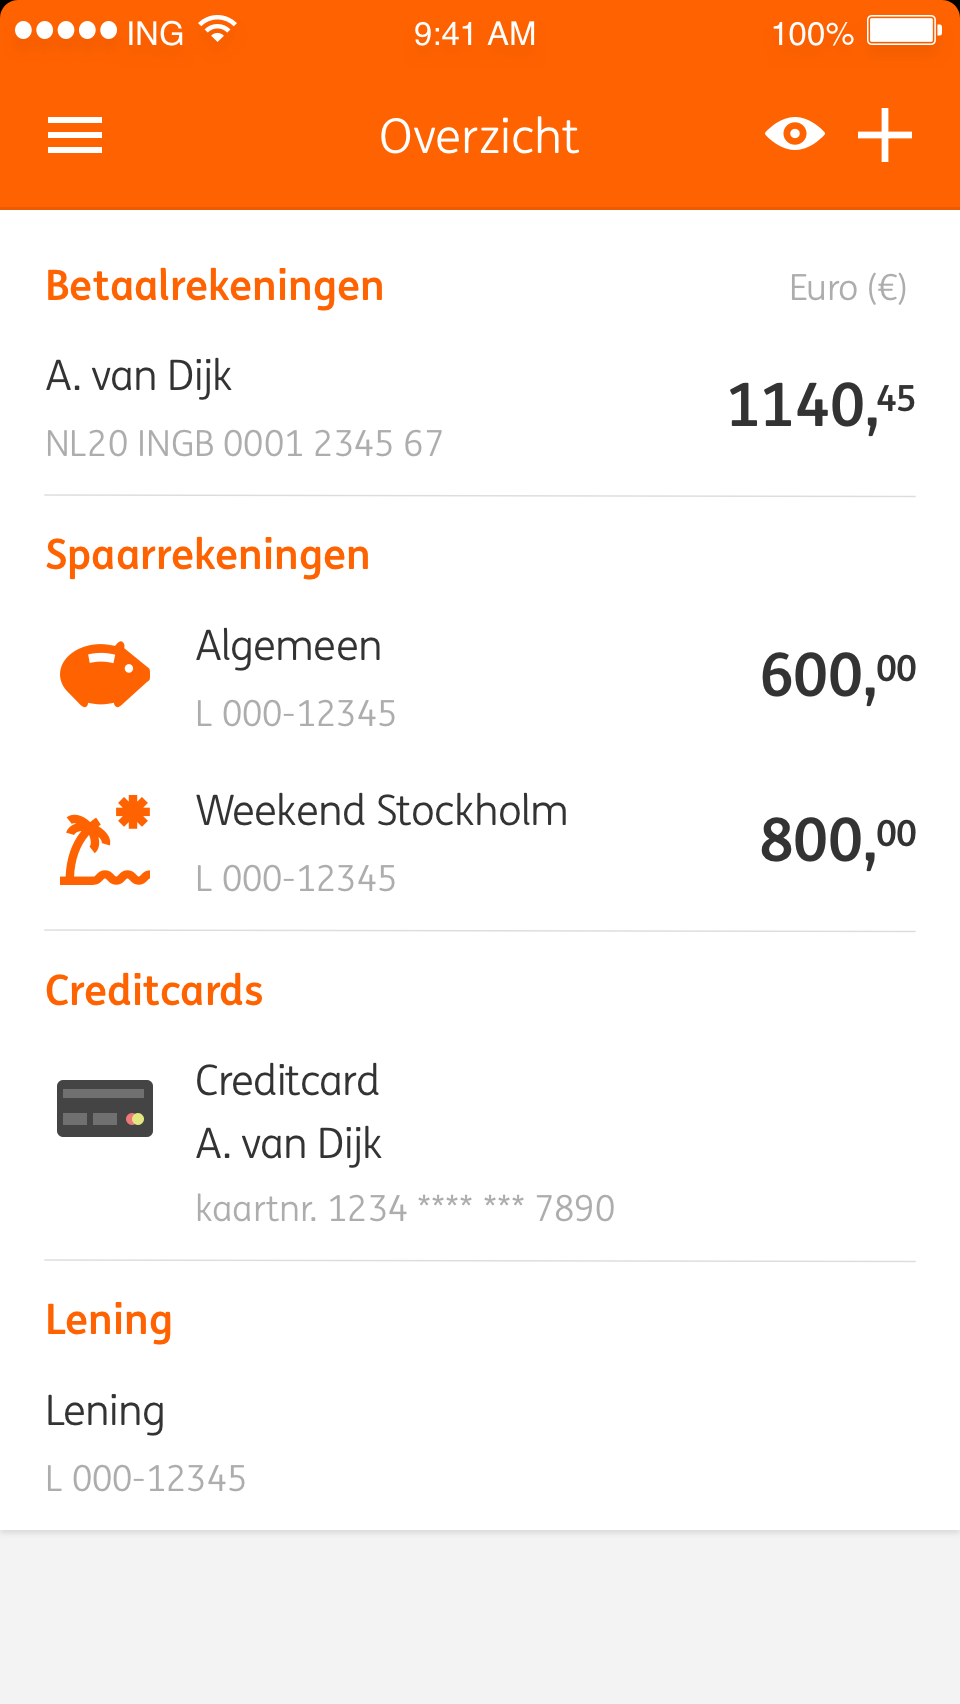 ING 9:41 AM 100%
Overzicht
Betaalrekeningen Euro (€)
A. van Dijk
1140,45
NL20 INGB 0001 2345 67
Spaarrekeningen
Algemeen
600,00
L 000-12345
Weekend Stockholm
800,00
L 000-12345
Creditcards
Creditcard
A. van Dijk
kaartnr. 1234 **** *** 7890
Lening
Lening
L 000-12345